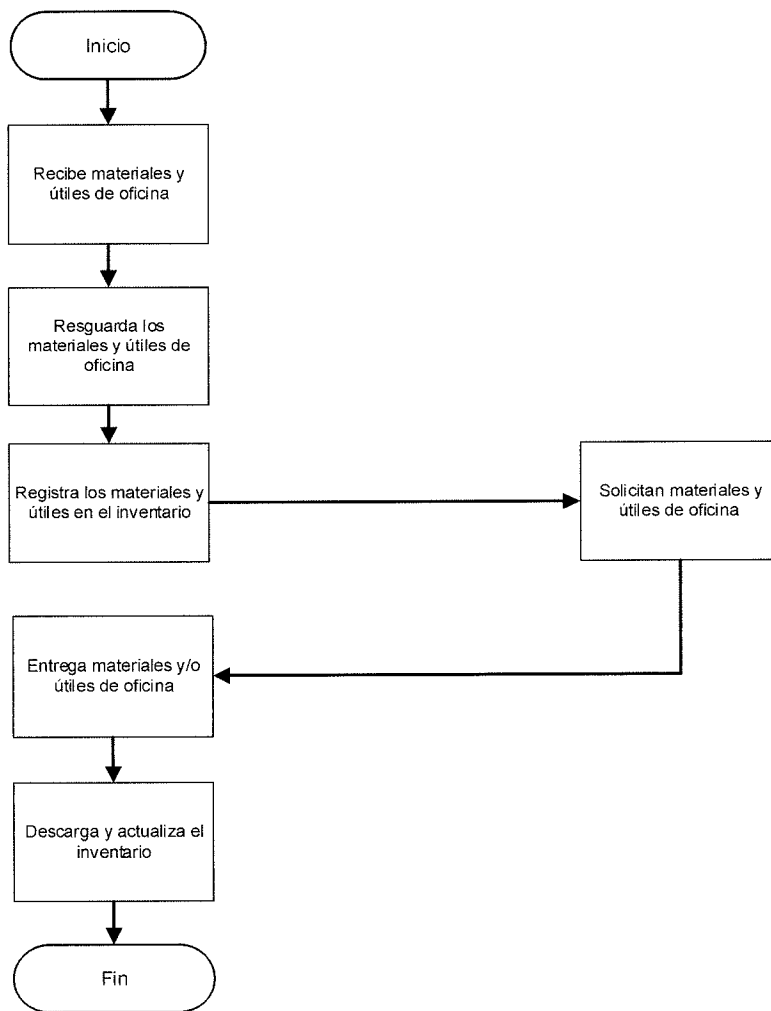 Inicio
Recibe materiales y
útiles de oficina
Resguarda los
materiales y útiles de
oficina
Registra los materiales y
útiles en el inventario
Solicitan materiales y
útiles de oficina
Entrega materiales y/o
útiles de oficina
Descarga y actualiza el
inventario
Fin